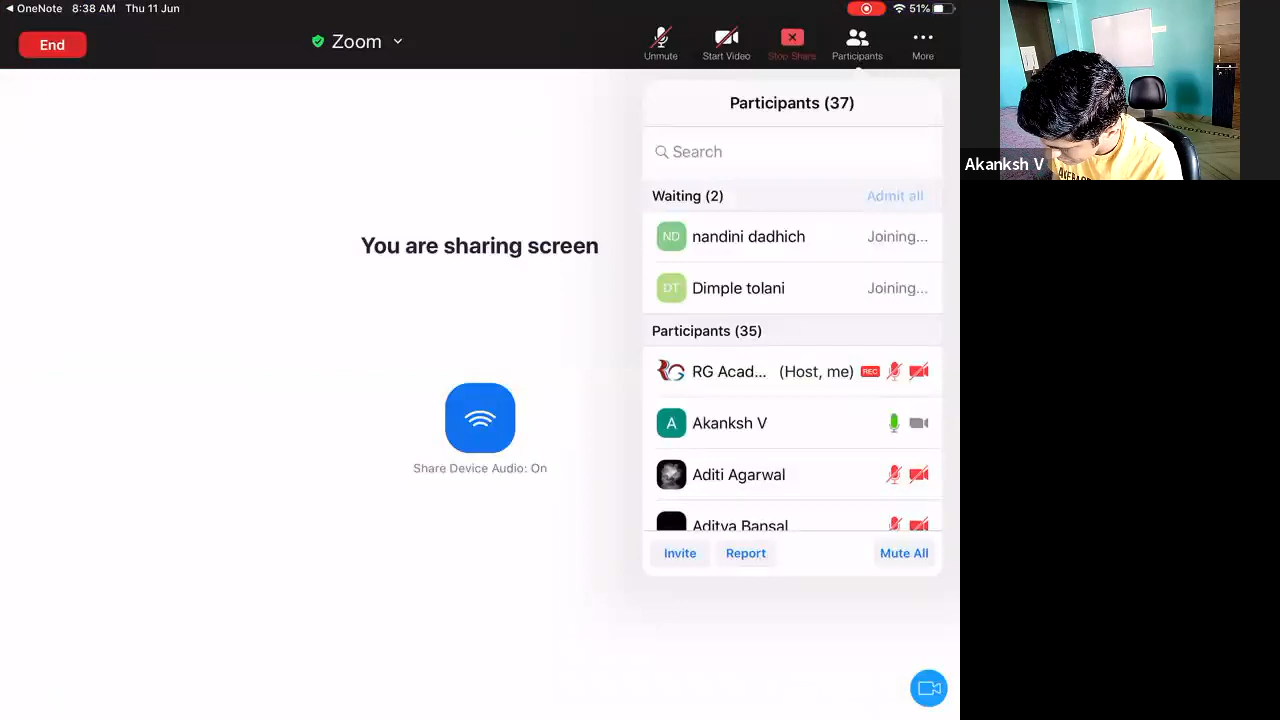 ◀ OneNote 8:38 AM Thu 11 Jun 51%
End
Zoom
Unmute
Start Video
Stop Share
Participants
More
Participants (37)
Search
Waiting (2) Admit all
ND nandini dadhich Joining...
DT Dimple tolani Joining...
Participants (35)
RG Acad... (Host, me) REC
A Akanksh V
Aditi Agarwal
Aditya Bansal
Invite Report Mute All
You are sharing screen
Share Device Audio: On
Akanksh V